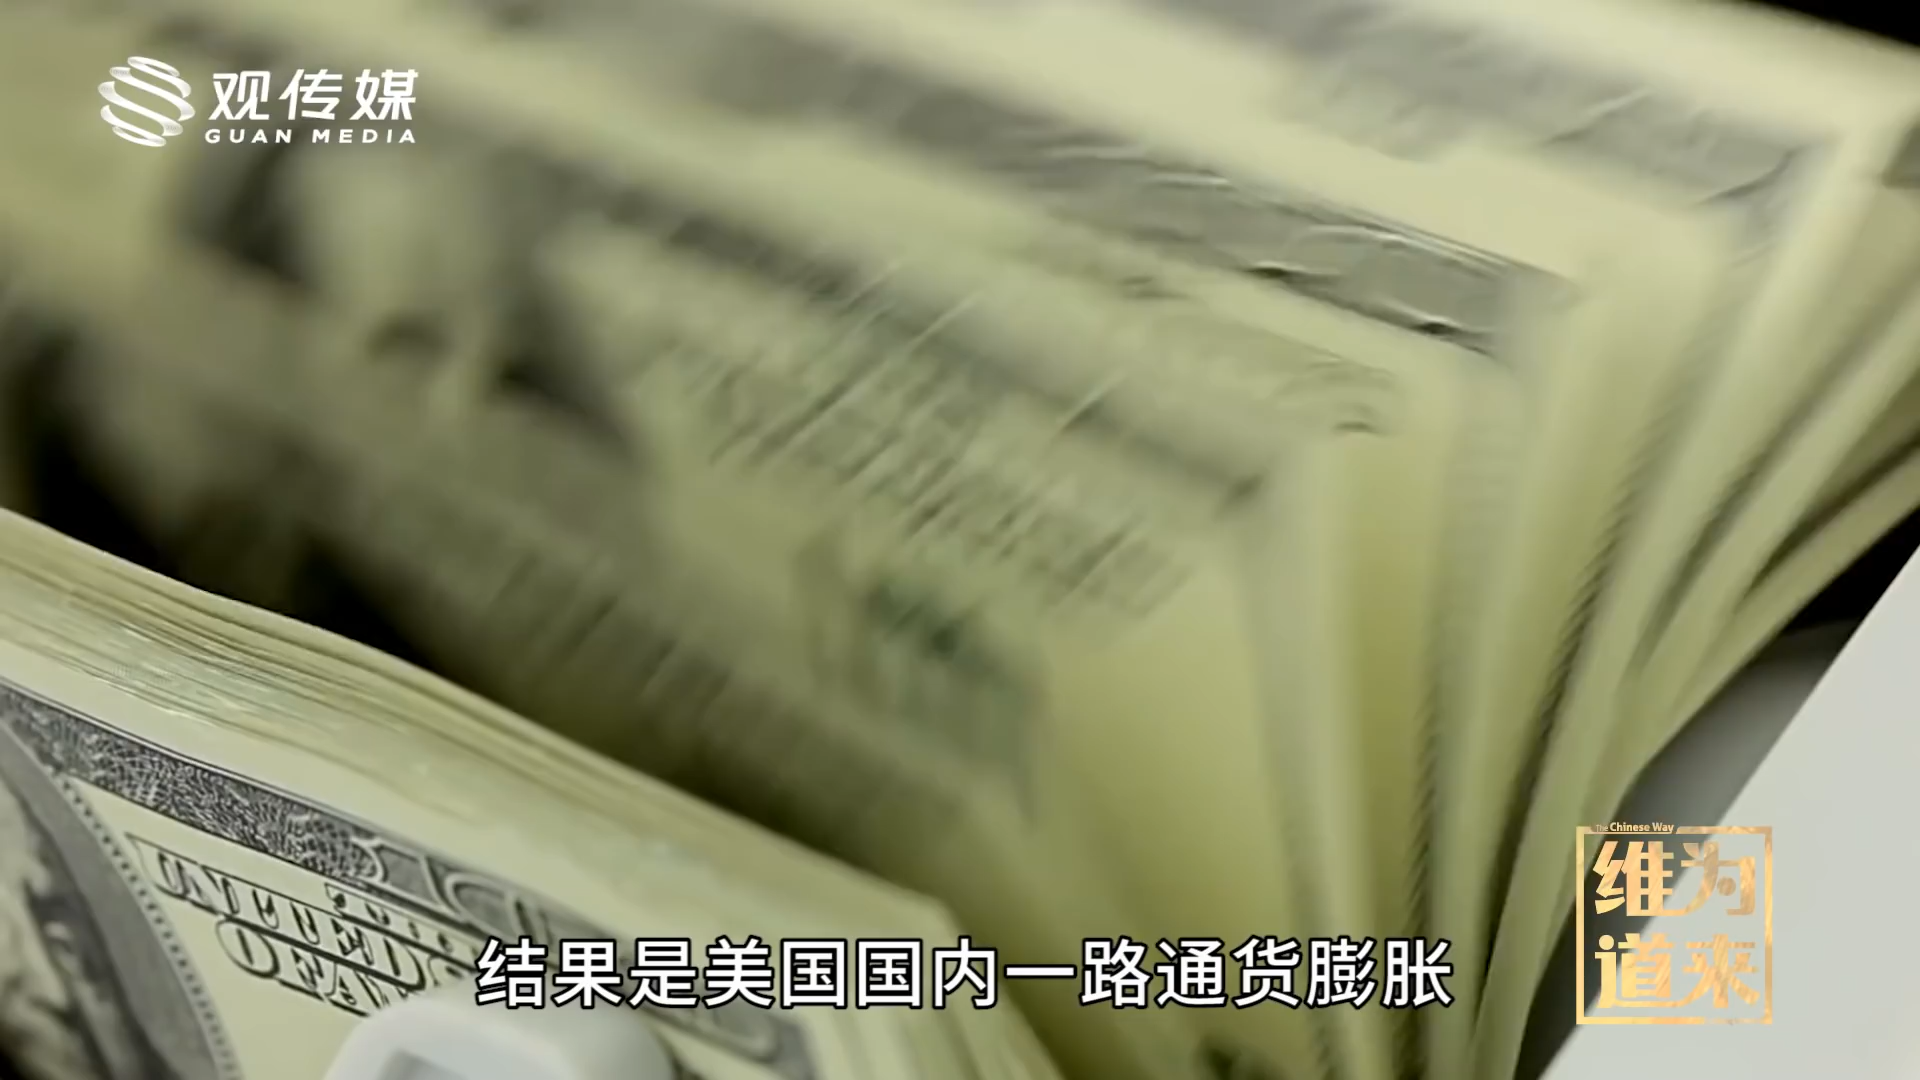 观传媒
GUAN MEDIA
The Chinese Way
维为
道来
结果是美国国内一路通货膨胀